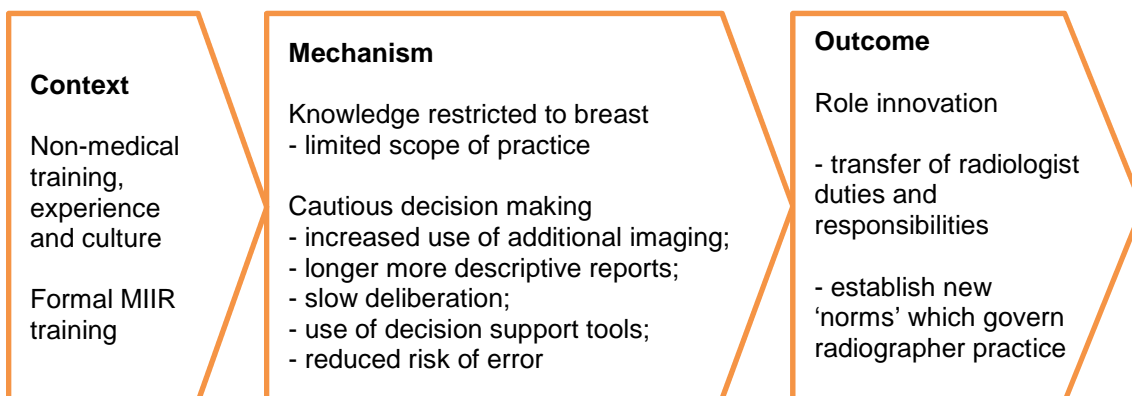 Context
Non-medical
training,
experience
and culture
Formal MIIR
training
Mechanism
Knowledge restricted to breast
- limited scope of practice
Cautious decision making
- increased use of additional imaging;
- longer more descriptive reports;
- slow deliberation;
- use of decision support tools;
- reduced risk of error
Outcome
Role innovation
- transfer of radiologist
duties and
responsibilities
- establish new
‘norms’ which govern
radiographer practice